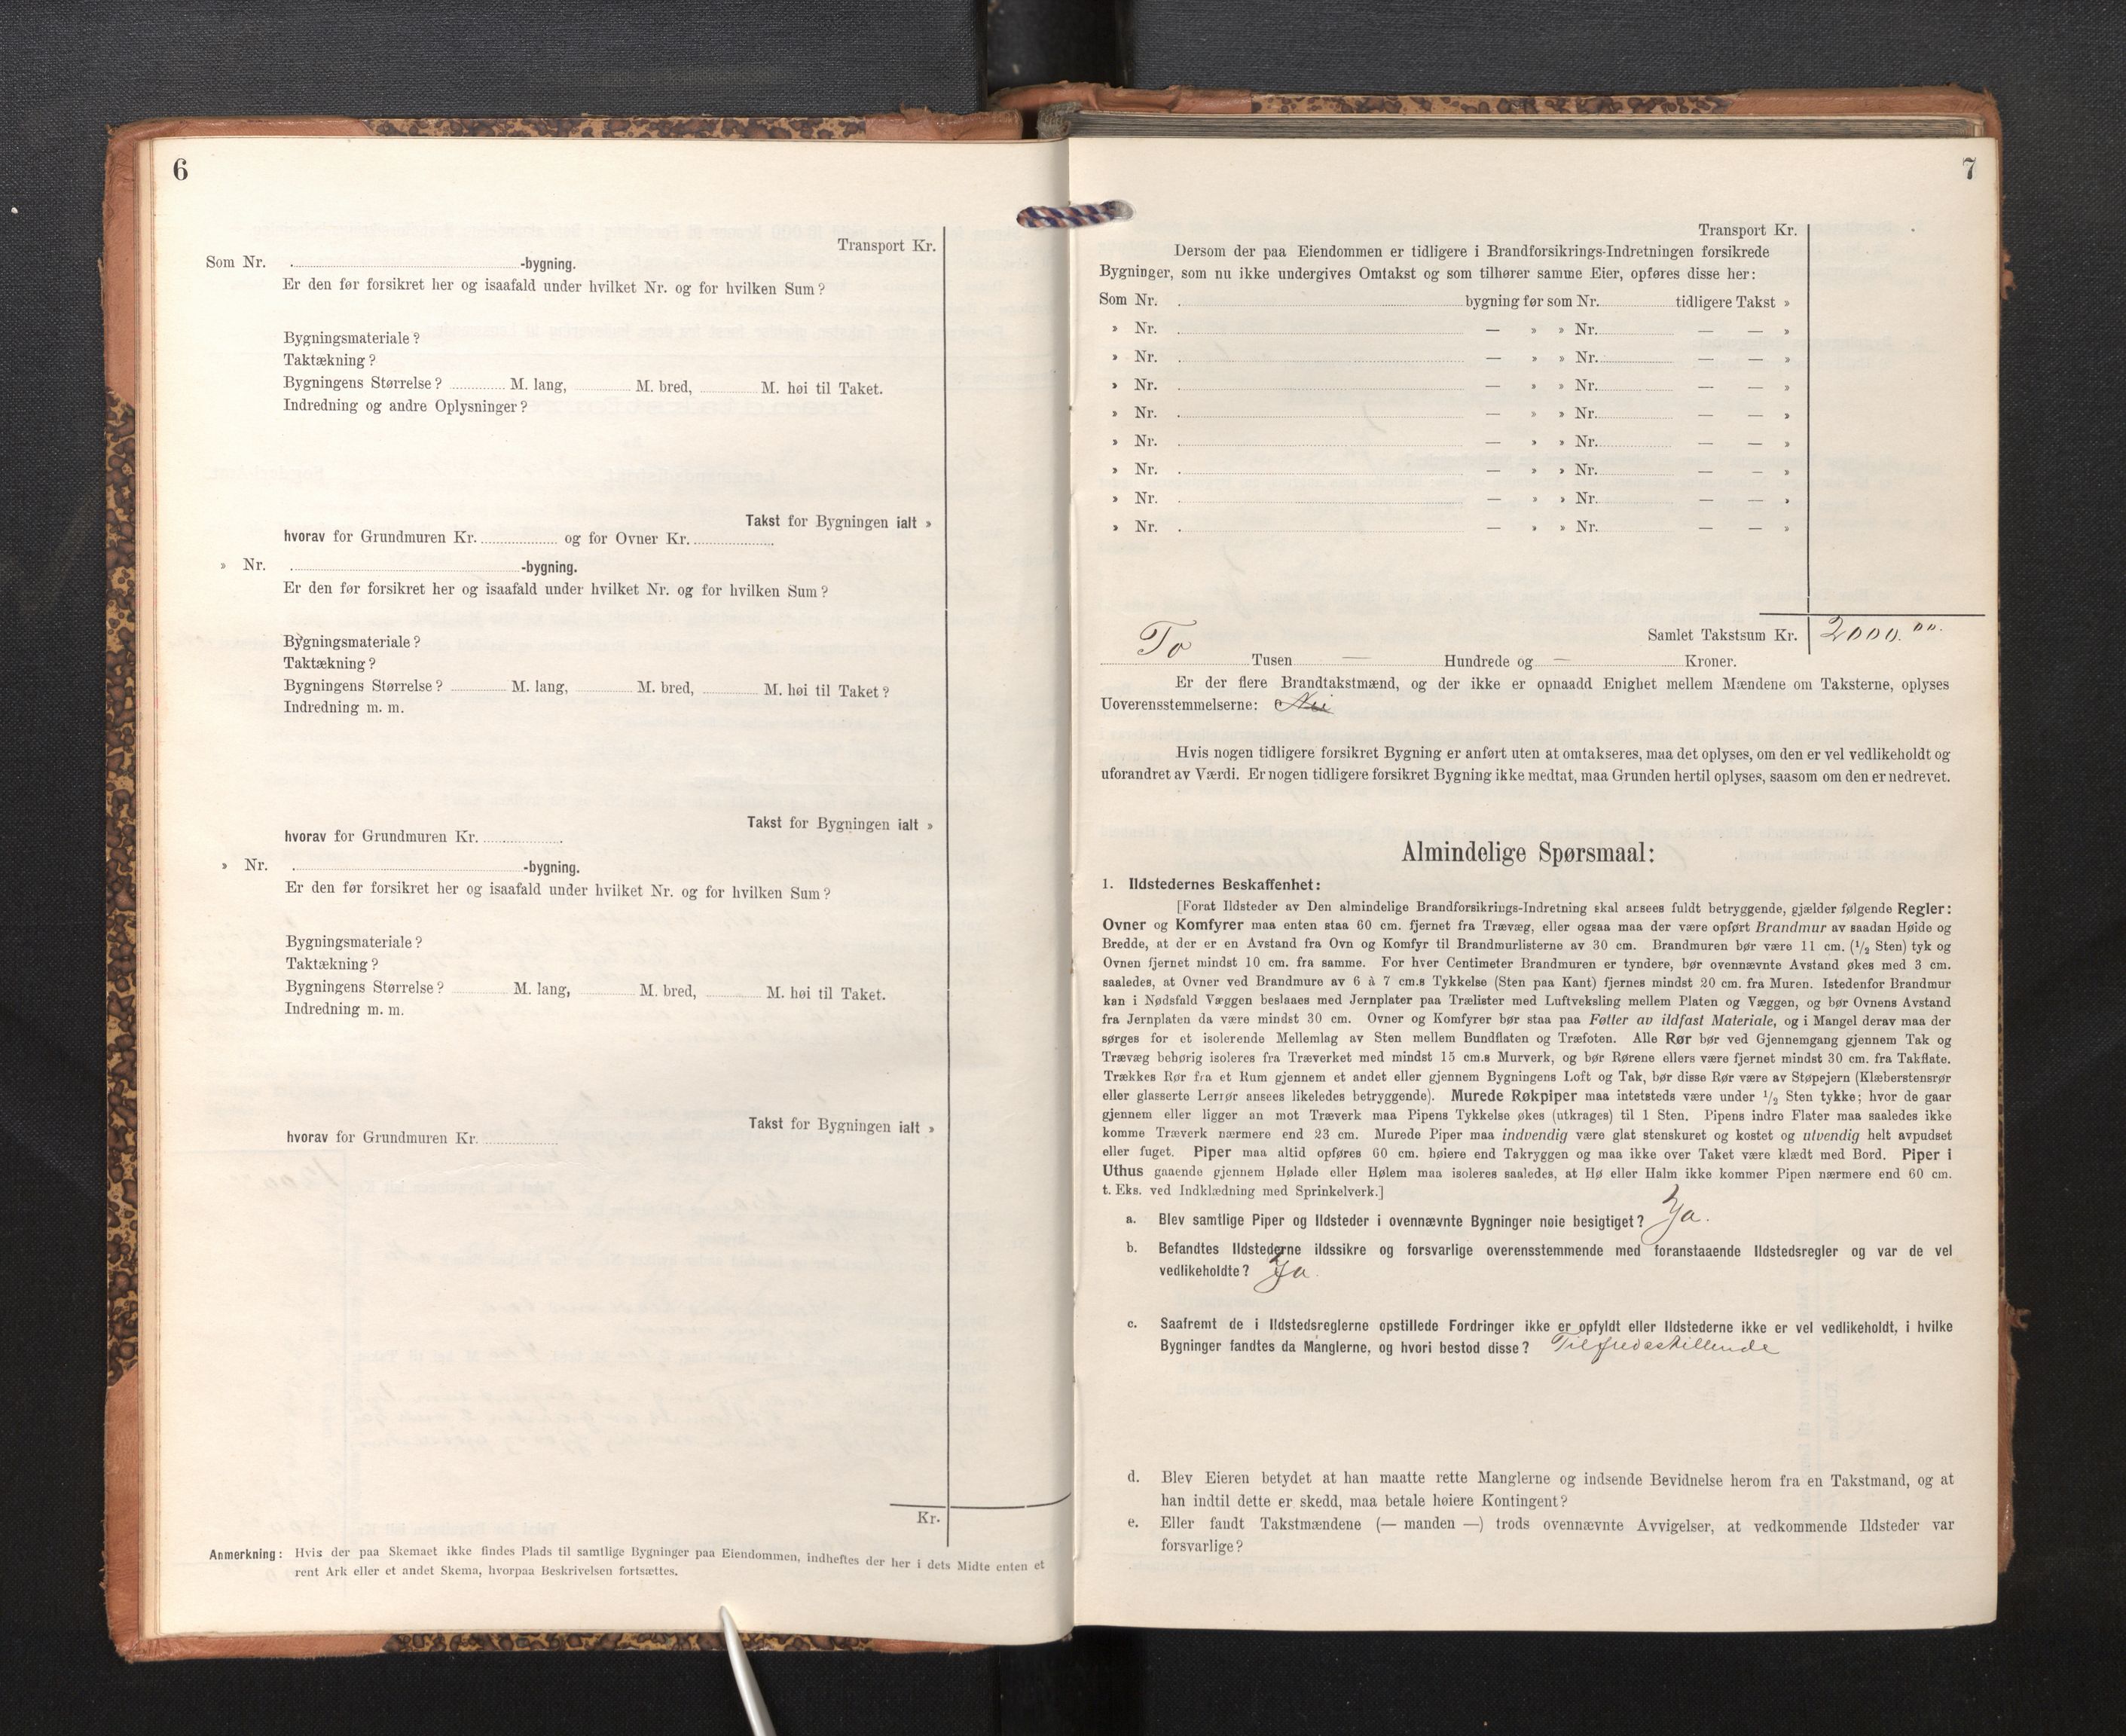 6
Transport Kr.
Som Nr. -bygning.
Er den før forsikret her og isaafald under hvilket Nr. og for hvilken Sum?
Bygningsmateriale?
Taktækning?
Bygningens Størrelse? M. lang, M. bred, M. høi til Taket.
Indredning og andre Oplysninger?
Takst for Bygningen ialt »
hvorav for Grundmuren Kr. og for Ovner Kr.
» Nr. -bygning.
Er den før forsikret her og isaafald under hvilket Nr. og for hvilken Sum?
Bygningsmateriale?
Taktækning?
Bygningens Størrelse? M. lang, M. bred, M. høi til Taket?
Indredning m. m.
Takst for Bygningen ialt »
hvorav for Grundmuren Kr.
» Nr. -bygning.
Er den før forsikret her og isaafald under hvilket Nr. og for hvilken Sum?
Bygningsmateriale?
Taktækning?
Bygningens Størrelse? M. lang, M. bred, M. høi til Taket.
Indredning m. m.
Takst for Bygningen ialt »
hvorav for Grundmuren Kr.
Kr.
Anmerkning: Hvis der paa Skemaet ikke findes Plads til samtlige Bygninger paa Eiendommen, indheftes der her i dets Midte enten et
rent Ark eller et andet Skema, hvorpaa Beskrivelsen fortsættes.
7
Transport Kr.
Dersom der paa Eiendommen er tidligere i Brandforsikrings-Indretningen forsikrede
Bygninger, som nu ikke undergives Omtakst og som tilhører samme Eier, opføres disse her:
Som Nr. bygning før som Nr. tidligere Takst »
» Nr. — » » Nr. — — »
» Nr. — » » Nr. — — »
» Nr. — » » Nr. — — »
» Nr. — » » Nr. — — »
» Nr. — » » Nr. — — »
» Nr. — » » Nr. — — »
» Nr. — » » Nr. — — »
» Nr. — » » Nr. — — »
Samlet Takstsum Kr. 2000.00.
To Tusen — Hundrede og — Kroner.
Er der flere Brandtakstmænd, og der ikke er opnaadd Enighet mellem Mændene om Taksterne, oplyses
Uoverensstemmelserne: Nei
Hvis nogen tidligere forsikret Bygning er anført uten at omtakseres, maa det oplyses, om den er vel vedlikeholdt og
uforandret av Værdi. Er nogen tidligere forsikret Bygning ikke medtat, maa Grunden hertil oplyses, saasom om den er nedrevet.
Almindelige Spørsmaal:
1. Ildstedernes Beskaffenhet:
[Forat Ildsteder av Den almindelige Brandforsikrings-Indretning skal ansees fuldt betryggende, gjælder følgende Regler:
Ovner og Komfyrer maa enten staa 60 cm. fjernet fra Trævæg, eller ogsaa maa der være opført Brandmur av saadan Høide og
Bredde, at der er en Avstand fra Ovn og Komfyr til Brandmurlisterne av 30 cm. Brandmuren bør være 11 cm. (1/2 Sten) tyk og
Ovnen fjernet mindst 10 cm. fra samme. For hver Centimeter Brandmuren er tyndere, bør ovennævnte Avstand økes med 3 cm.
saaledes, at Ovner ved Brandmure av 6 à 7 cm.s Tykkelse (Sten paa Kant) fjernes mindst 20 cm. fra Muren. Istedenfor Brandmur
kan i Nødsfald Væggen beslaaes med Jernplater paa Trælister med Luftveksling mellem Platen og Væggen, og bør Ovnens Avstand
fra Jernplaten da være mindst 30 cm. Ovner og Komfyrer bør staa paa Føtter av ildfast Materiale, og i Mangel derav maa der
sørges for et isolerende Mellemlag av Sten mellem Bundflaten og Træfoten. Alle Rør bør ved Gjennemgang gjennem Tak og
Trævæg behørig isoleres fra Træverket med mindst 15 cm.s Murverk, og bør Rørene ellers være fjernet mindst 30 cm. fra Takflate.
Trækkes Rør fra et Rum gjennem et andet eller gjennem Bygningens Loft og Tak, bør disse Rør være av Støpejern (Klæberstensrør
eller glasserte Lerrør ansees likeledes betryggende). Murede Røkpiper maa intetsteds være under 1/2 Sten tykke; hvor de gaar
gjennem eller ligger an mot Træverk maa Pipens Tykkelse økes (utkrages) til 1 Sten. Pipens indre Flater maa saaledes ikke
komme Træverk nærmere end 23 cm. Murede Piper maa indvendig være glat stenskuret og kostet og utvendig helt avpudset
eller fuget. Piper maa altid opføres 60 cm. høiere end Takryggen og maa ikke over Taket være klædt med Bord. Piper i
Uthus gaaende gjennem Hølade eller Hølem maa isoleres saaledes, at Hø eller Halm ikke kommer Pipen nærmere end 60 cm.
t. Eks. ved Indklædning med Sprinkelverk.]
a. Blev samtlige Piper og Ildsteder i ovennævnte Bygninger nøie besigtiget? Ja.
b. Befandtes Ildstederne ildssikre og forsvarlige overensstemmende med foranstaaende Ildstedsregler og var de vel
vedlikeholdte? Ja.
c. Saafremt de i Ildstedsreglerne opstillede Fordringer ikke er opfyldt eller Ildstederne ikke er vel vedlikeholdt, i hvilke
Bygninger fandtes da Manglerne, og hvori bestod disse? Tilfredsstillende
d. Blev Eieren betydet at han maatte rette Manglerne og indsende Bevidnelse herom fra en Takstmand, og at
han indtil dette er skedd, maa betale høiere Kontingent?
e. Eller fandt Takstmændene (— manden —) trods ovennævnte Avvigelser, at vedkommende Ildsteder var
forsvarlige?